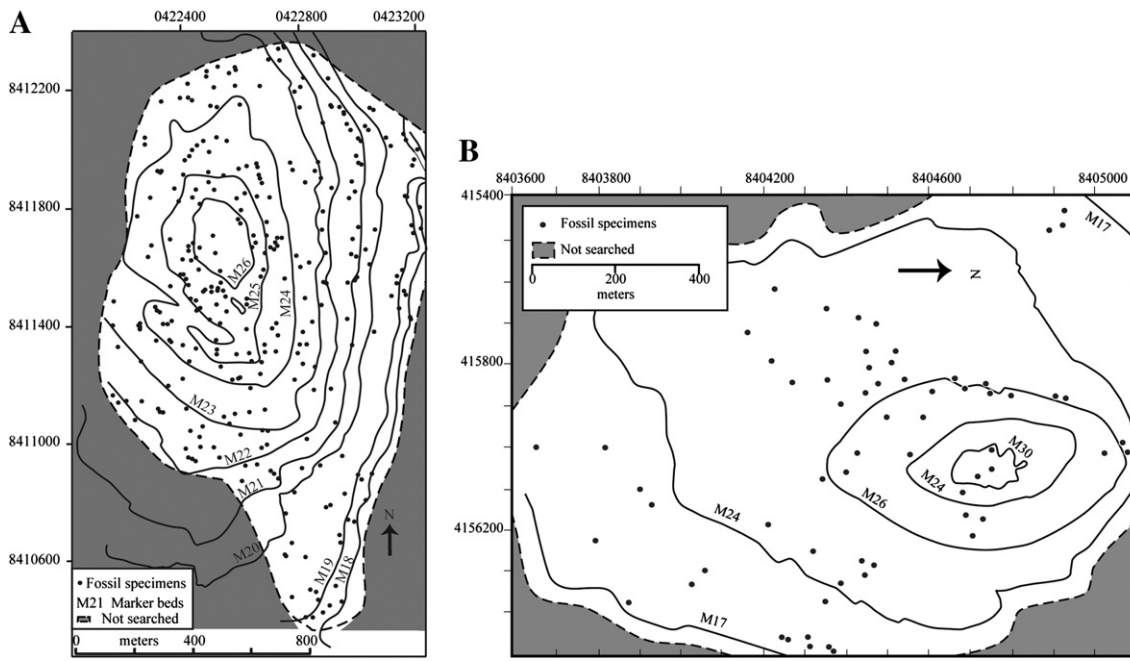 A
0422400 0422800 0423200
8412200
8411800
8411400
8411000
8410600
M26
M25
M24
M23
M22
M21
M20
M19
M18
N
Fossil specimens
M21 Marker beds
Not searched
0 meters 400 800
B
8403600 8403800 8404200 8404600 8405000
415400
415800
4156200
Fossil specimens
Not searched
0 200 400
meters
N
M17
M30
M24
M26
M24
M17